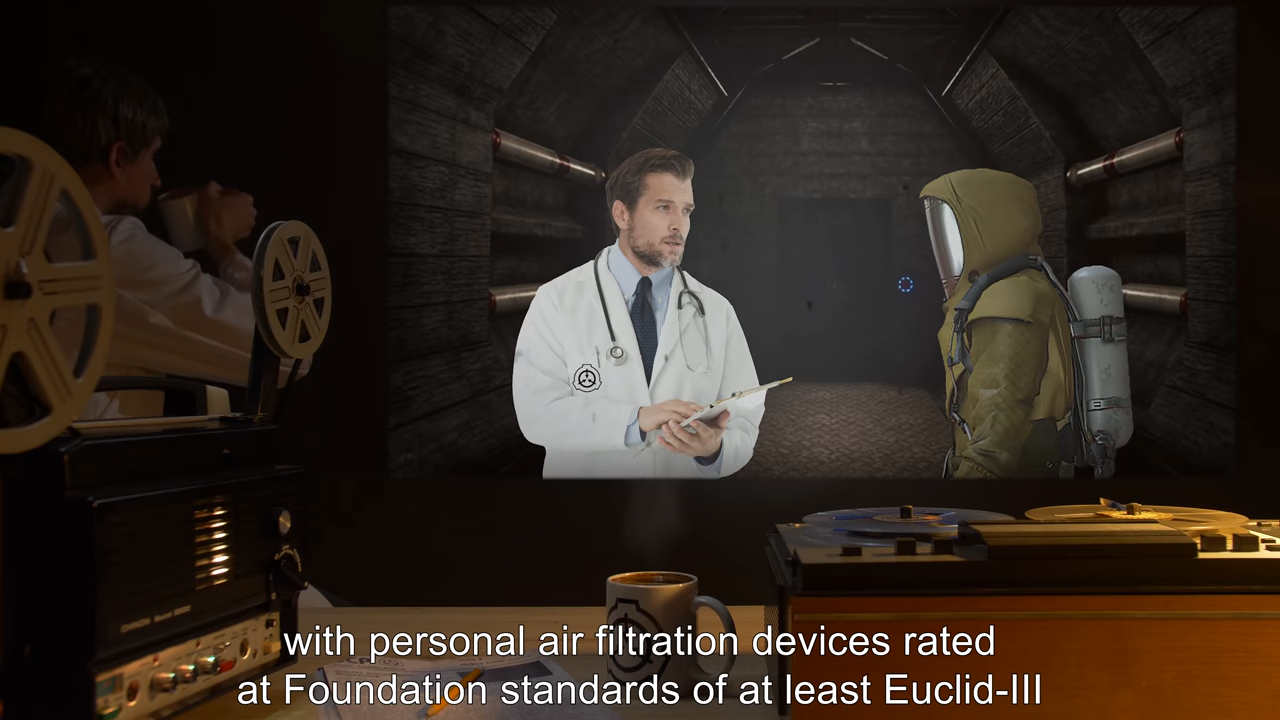 with personal air filtration devices rated
at Foundation standards of at least Euclid-III